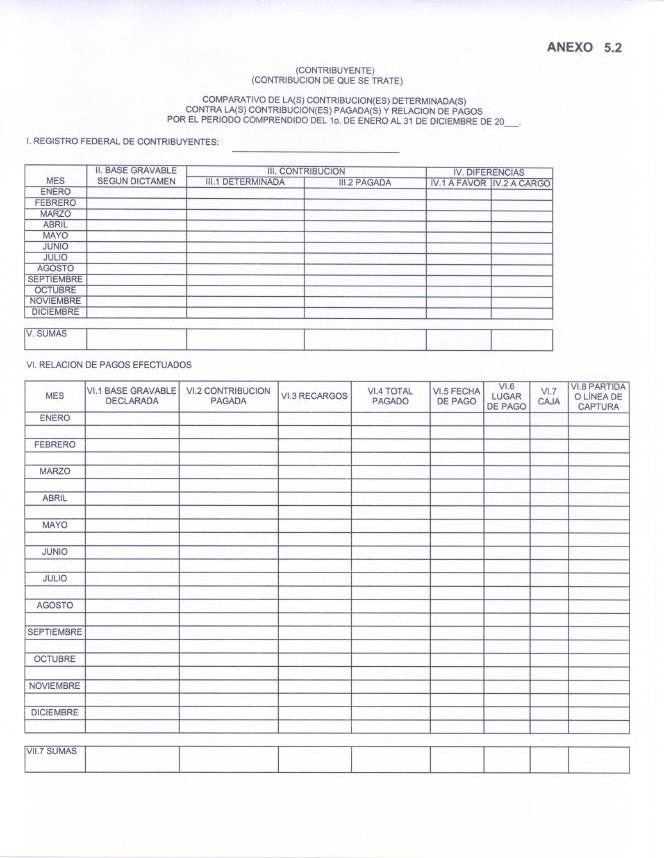 ANEXO 5.2
(CONTRIBUYENTE)
(CONTRIBUCION DE QUE SE TRATE)
COMPARATIVO DE LA(S) CONTRIBUCION(ES) DETERMINADA(S)
CONTRA LA(S) CONTRIBUCION(ES) PAGADA(S) Y RELACION DE PAGOS
POR EL PERIODO COMPRENDIDO DEL 1o. DE ENERO AL 31 DE DICIEMBRE DE 20___.
I. REGISTRO FEDERAL DE CONTRIBUYENTES:
II. BASE GRAVABLE III. CONTRIBUCION IV. DIFERENCIAS
MES SEGUN DICTAMEN III.1 DETERMINADA III.2 PAGADA IV.1 A FAVOR IV.2 A CARGO
ENERO
FEBRERO
MARZO
ABRIL
MAYO
JUNIO
JULIO
AGOSTO
SEPTIEMBRE
OCTUBRE
NOVIEMBRE
DICIEMBRE
V. SUMAS
VI. RELACION DE PAGOS EFECTUADOS
MES VI.1 BASE GRAVABLE DECLARADA VI.2 CONTRIBUCION PAGADA VI.3 RECARGOS VI.4 TOTAL PAGADO VI.5 FECHA DE PAGO VI.6 LUGAR DE PAGO VI.7 CAJA VI.8 PARTIDA O LÍNEA DE CAPTURA
ENERO
FEBRERO
MARZO
ABRIL
MAYO
JUNIO
JULIO
AGOSTO
SEPTIEMBRE
OCTUBRE
NOVIEMBRE
DICIEMBRE
VII.7 SUMAS